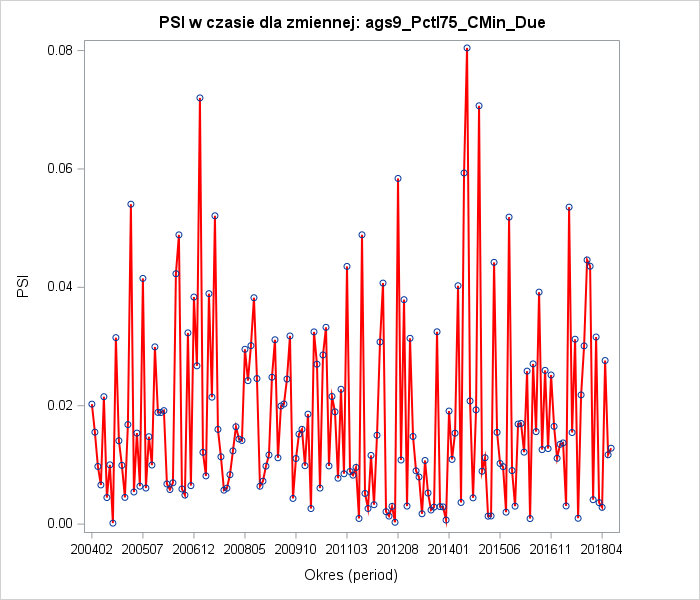 PSI w czasie dla zmiennej: ags9_Pctl75_CMin_Due
0.08
0.06
0.04
0.02
0.00
PSI
200402 200507 200612 200805 200910 201103 201208 201401 201506 201611 201804
Okres (period)